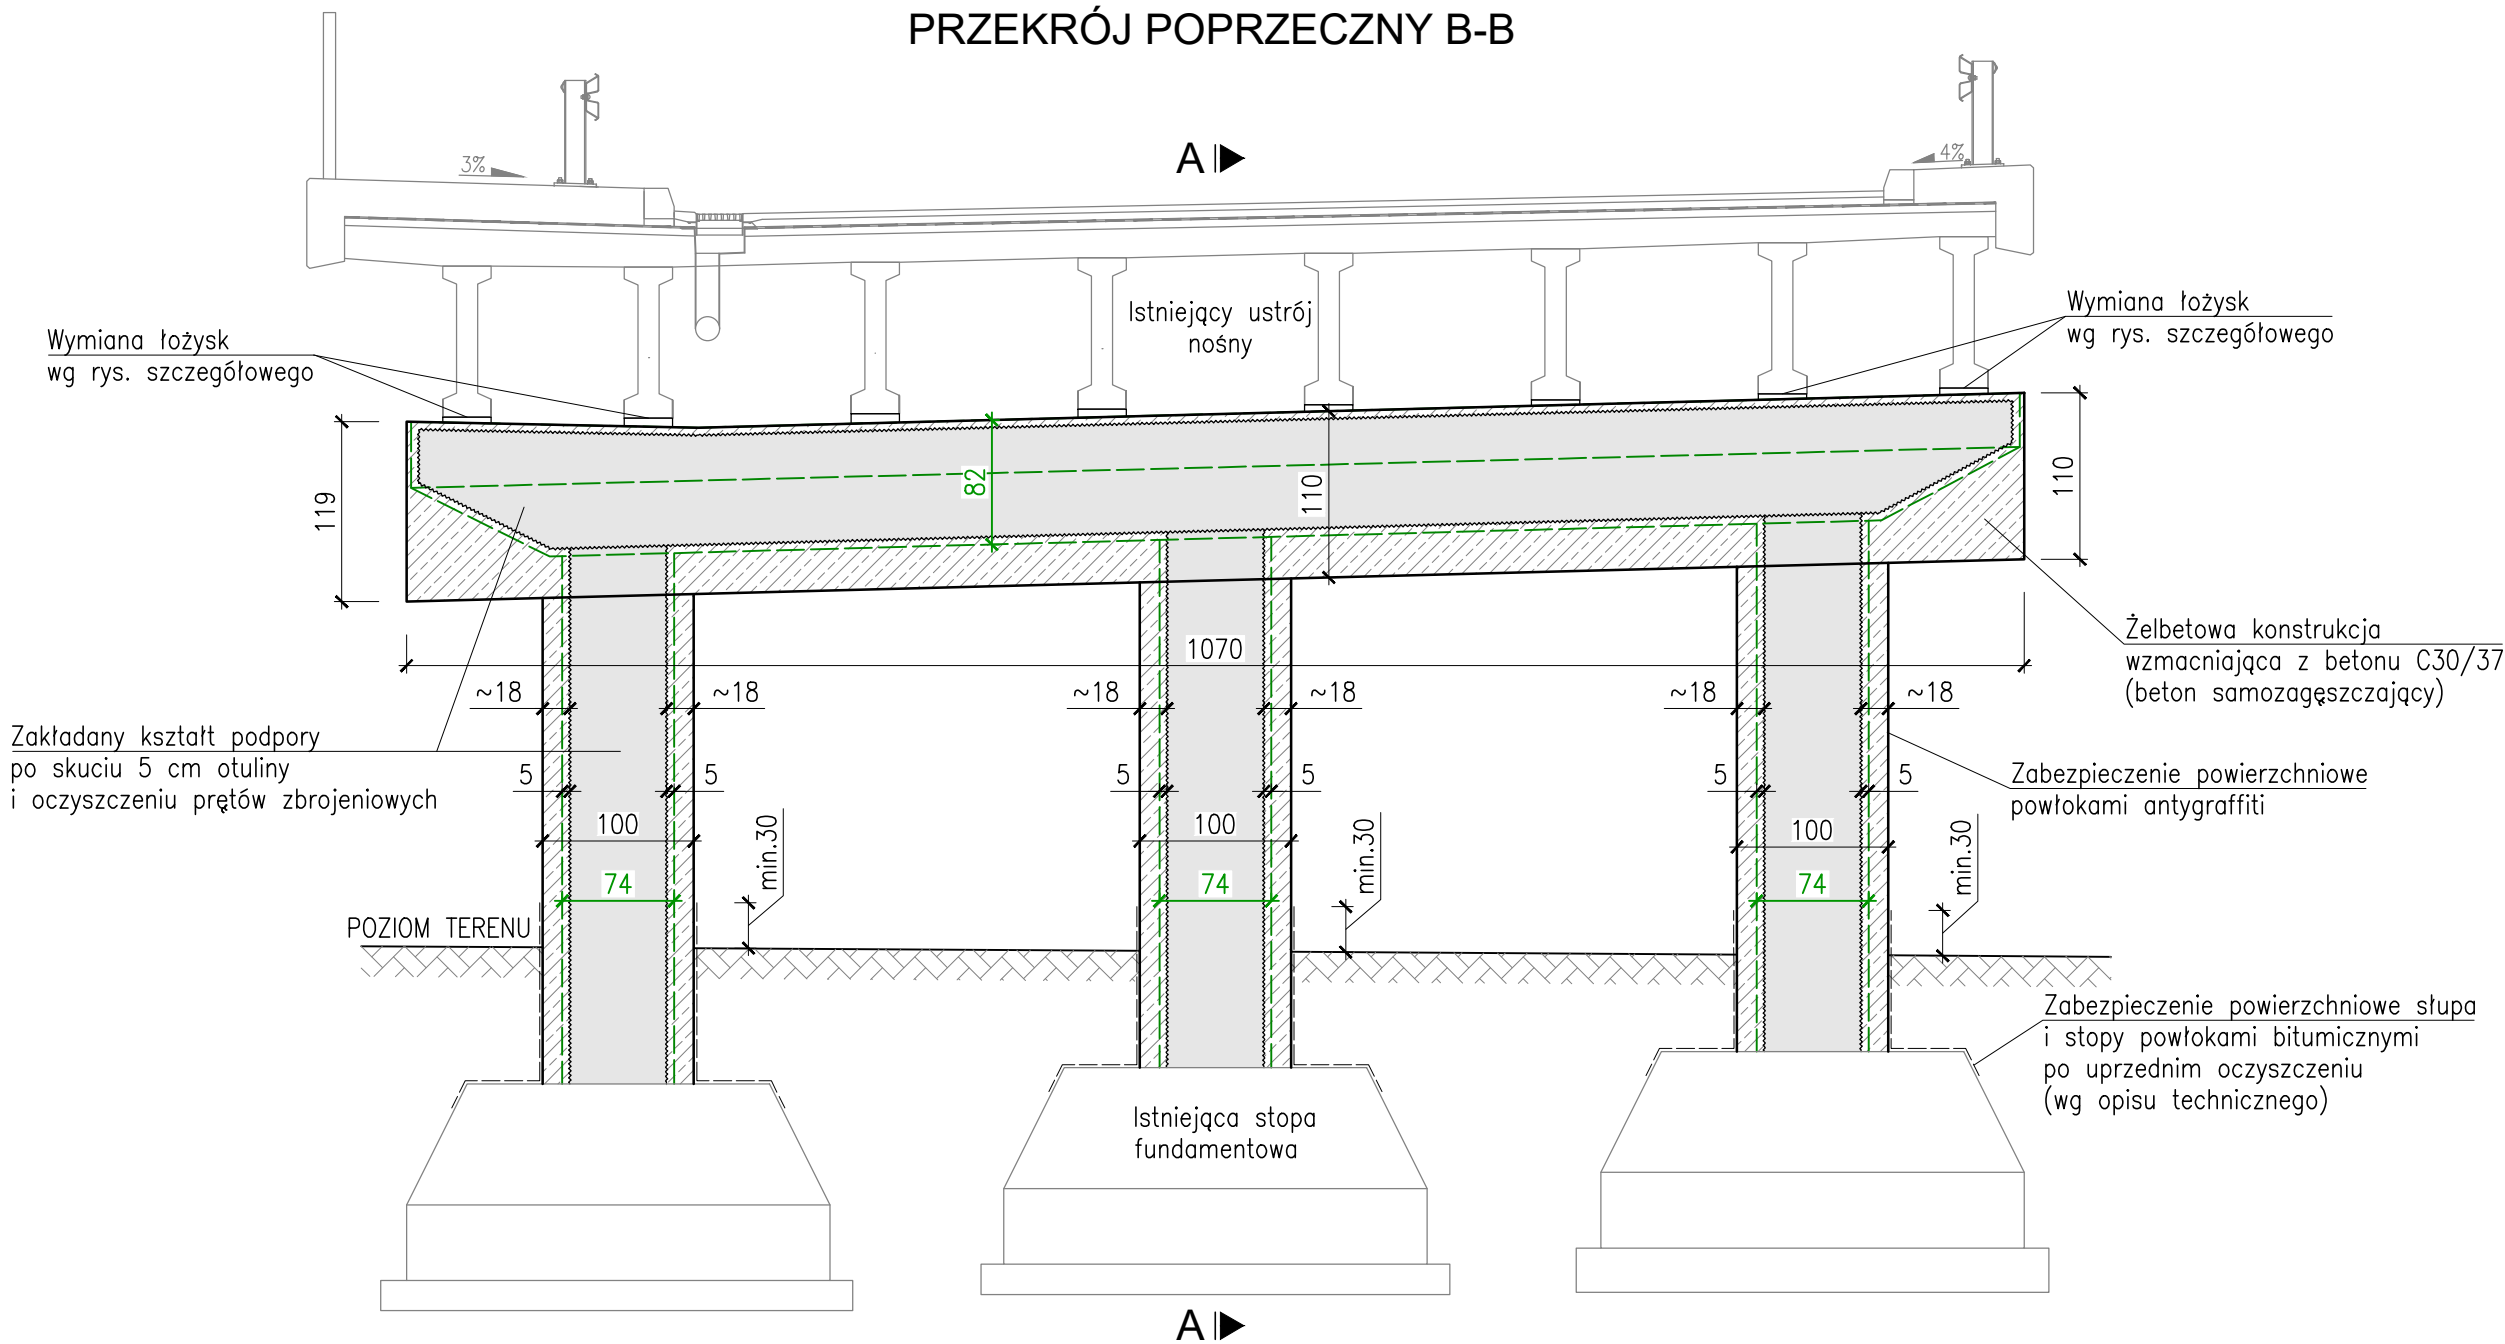 PRZEKRÓJ POPRZECZNY B-B
A
3%
4%
Istniejący ustrój
nośny
Wymiana łożysk
wg rys. szczegółowego
Wymiana łożysk
wg rys. szczegółowego
119
82
110
110
Żelbetowa konstrukcja
wzmacniająca z betonu C30/37
(beton samozagęszczający)
1070
~18
~18
~18
~18
~18
~18
Zakładany kształt podpory
po skuciu 5 cm otuliny
i oczyszczeniu prętów zbrojeniowych
5
5
5
5
5
5
Zabezpieczenie powierzchniowe
powłokami antygraffiti
100
min.30
100
min.30
100
min.30
74
74
74
POZIOM TERENU
Zabezpieczenie powierzchniowe słupa
i stopy powłokami bitumicznymi
po uprzednim oczyszczeniu
(wg opisu technicznego)
Istniejąca stopa
fundamentowa
A